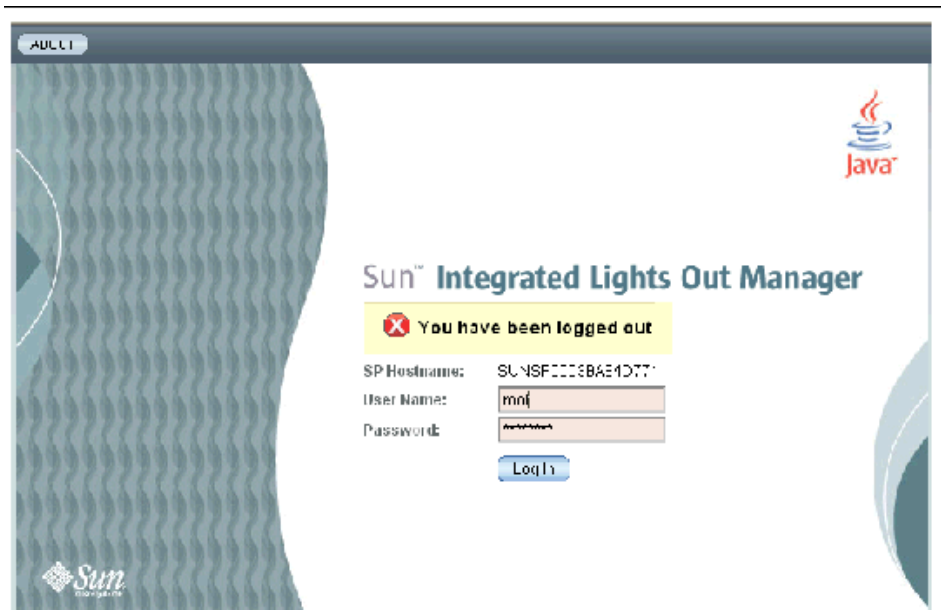 ABOUT
Java
Sun™ Integrated Lights Out Manager
You have been logged out
SP Hostname:
User Name: root
Password: ********
Log In
Sun